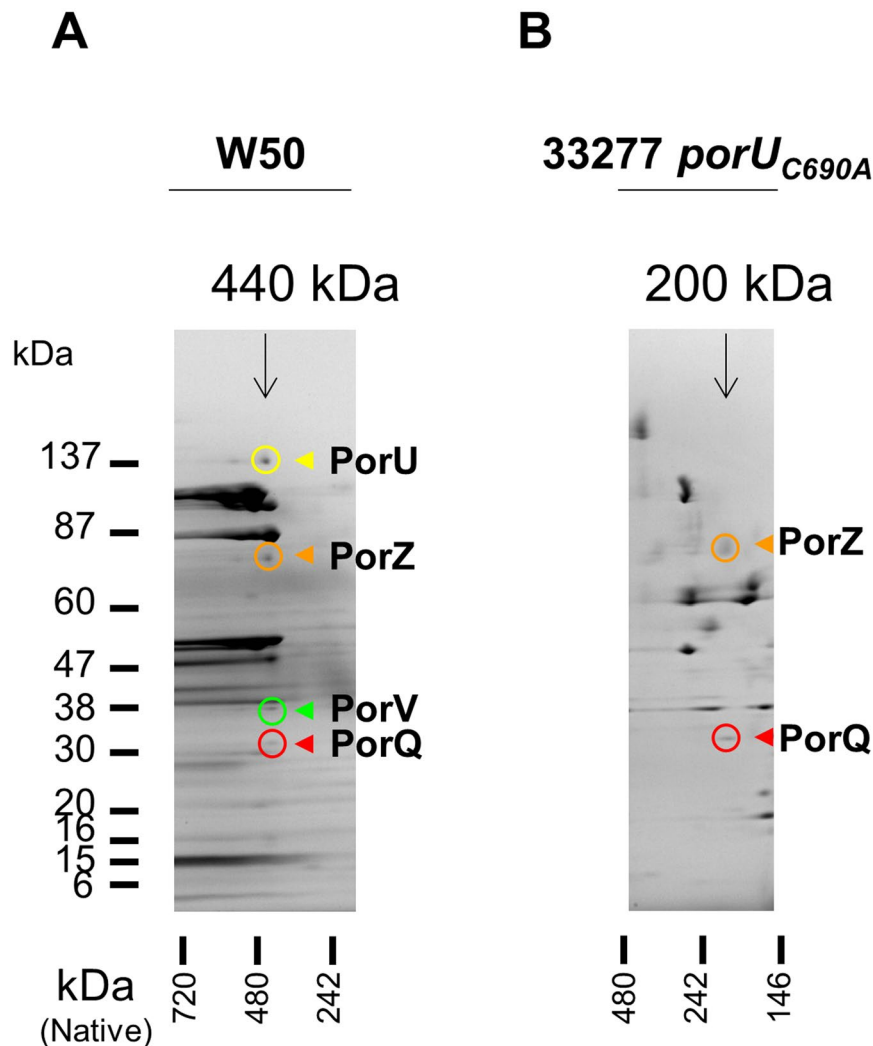 A
B
W50
33277 porU_C690A
440 kDa
200 kDa
kDa
137
87
60
47
38
30
20
16
15
6
PorU
PorZ
PorV
PorQ
PorZ
PorQ
kDa
(Native)
720
480
242
480
242
146